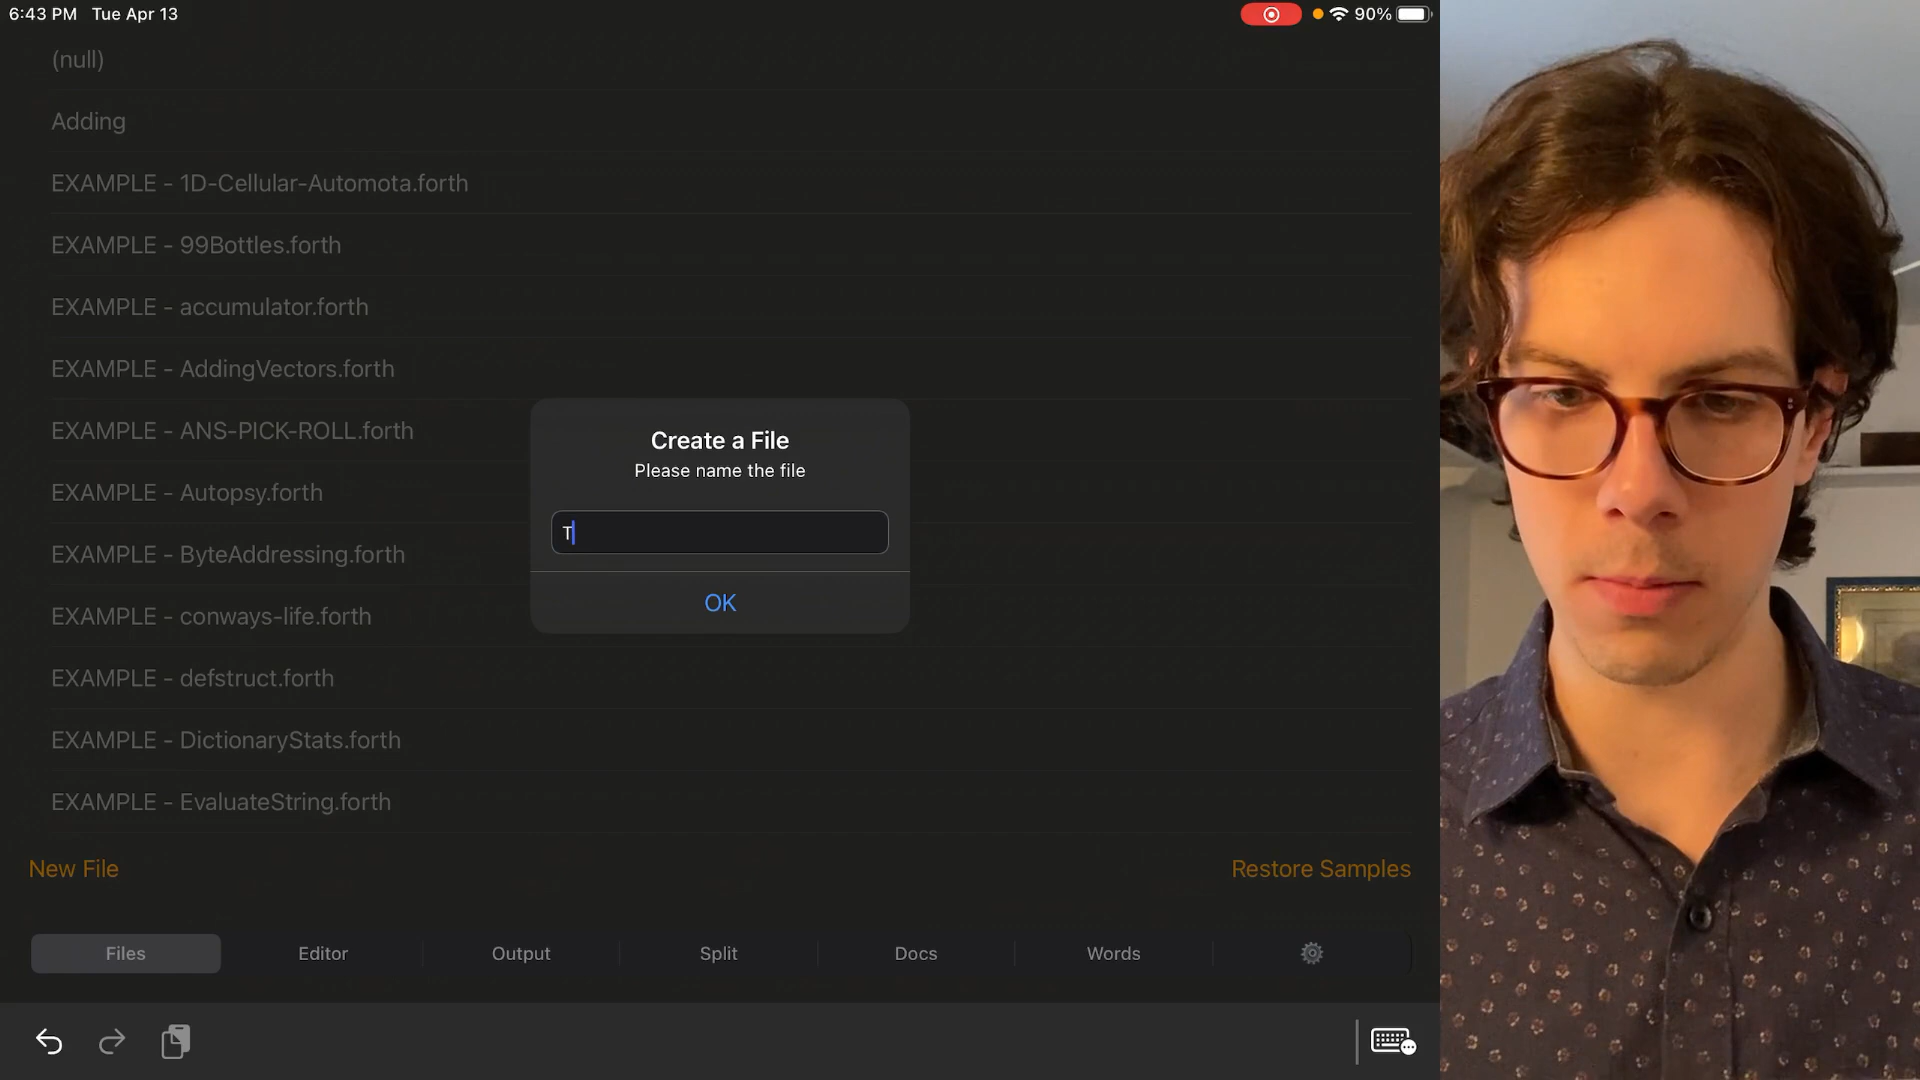 6:43 PM Tue Apr 13
90%
(null)
Adding
EXAMPLE - 1D-Cellular-Automota.forth
EXAMPLE - 99Bottles.forth
EXAMPLE - accumulator.forth
EXAMPLE - AddingVectors.forth
EXAMPLE - ANS-PICK-ROLL.forth
EXAMPLE - Autopsy.forth
EXAMPLE - ByteAddressing.forth
EXAMPLE - conways-life.forth
EXAMPLE - defstruct.forth
EXAMPLE - DictionaryStats.forth
EXAMPLE - EvaluateString.forth
Create a File
Please name the file
T
OK
New File
Restore Samples
Files Editor Output Split Docs Words